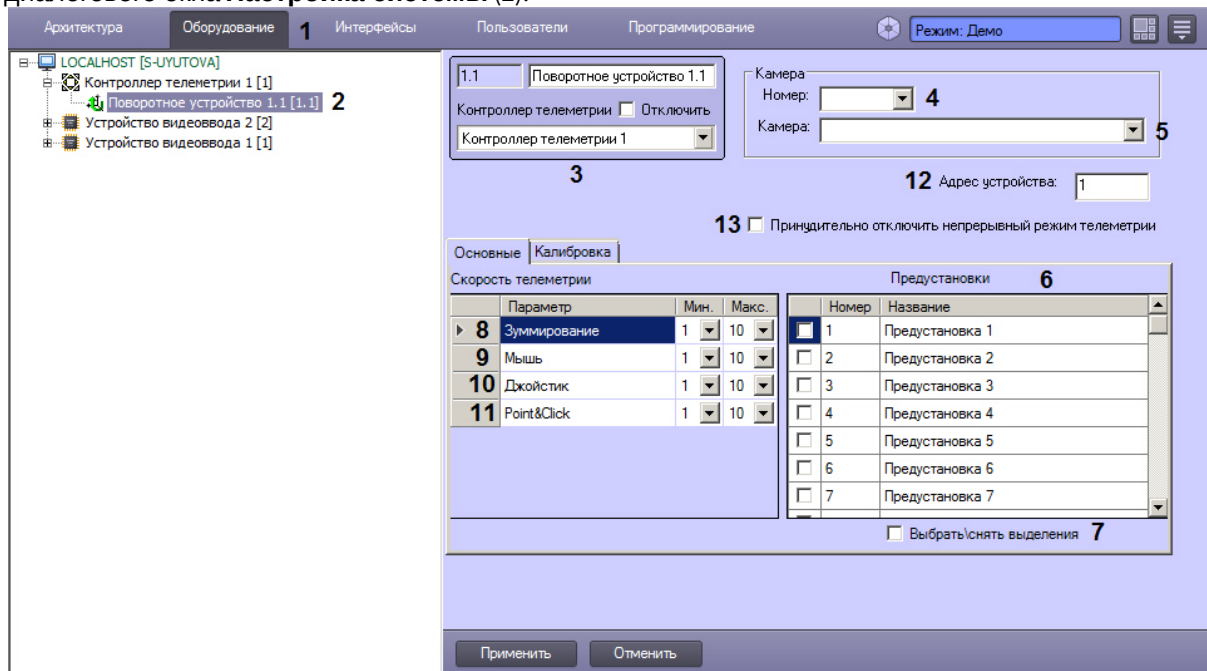 диалогового окна Настройка системы (2).
Архитектура Оборудование 1 Интерфейсы Пользователи Программирование Режим: Демо
LOCALHOST [S-UYUTOVA]
Контроллер телеметрии 1 [1]
Поворотное устройство 1.1 [1.1] 2
Устройство видеоввода 2 [2]
Устройство видеоввода 1 [1]
1.1 Поворотное устройство 1.1
Контроллер телеметрии Отключить
Контроллер телеметрии 1
3
Камера
Номер: 4
Камера: 5
12 Адрес устройства: 1
13 Принудительно отключить непрерывный режим телеметрии
Основные Калибровка
Скорость телеметрии
Параметр Мин. Макс.
8 Зуммирование 1 10
9 Мышь 1 10
10 Джойстик 1 10
11 Point&Click 1 10
Предустановки 6
Номер Название
1 Предустановка 1
2 Предустановка 2
3 Предустановка 3
4 Предустановка 4
5 Предустановка 5
6 Предустановка 6
7 Предустановка 7
Выбрать\снять выделения 7
Применить Отменить